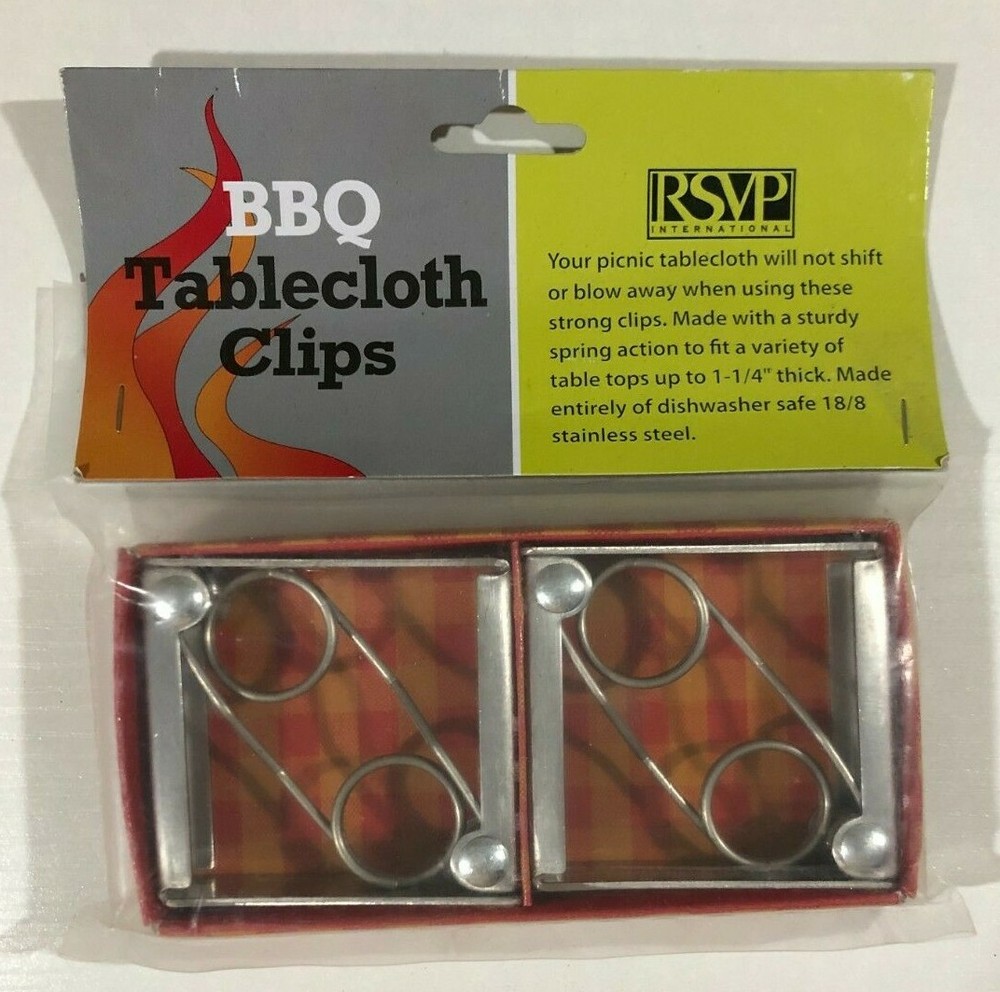 BBQ
Tablecloth
Clips
RSVP
INTERNATIONAL
Your picnic tablecloth will not shift
or blow away when using these
strong clips. Made with a sturdy
spring action to fit a variety of
table tops up to 1-1/4" thick. Made
entirely of dishwasher safe 18/8
stainless steel.